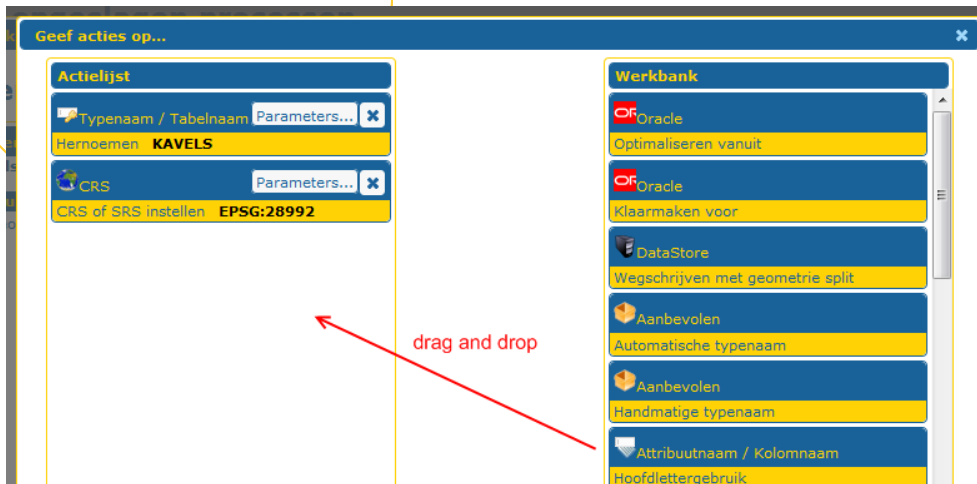 Geef acties op...
Actielijst
Typenaam / Tabelnaam Parameters...
Hernoemen KAVELS
CRS Parameters...
CRS of SRS instellen EPSG:28992
drag and drop
Werkbank
Oracle
Optimaliseren vanuit
Oracle
Klaarmaken voor
DataStore
Wegschrijven met geometrie split
Aanbevolen
Automatische typenaam
Aanbevolen
Handmatige typenaam
Attribuutnaam / Kolomnaam
Hoofdlettergebruik